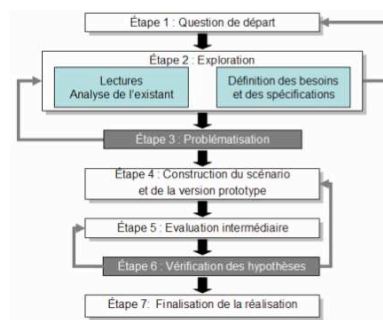 Étape 1 : Question de départ
Étape 2 : Exploration
Lectures
Analyse de l'existant
Définition des besoins
et des spécifications
Étape 3 : Problématisation
Étape 4 : Construction du scénario
et de la version prototype
Étape 5 : Evaluation intermédiaire
Étape 6 : Vérification des hypothèses
Étape 7: Finalisation de la réalisation